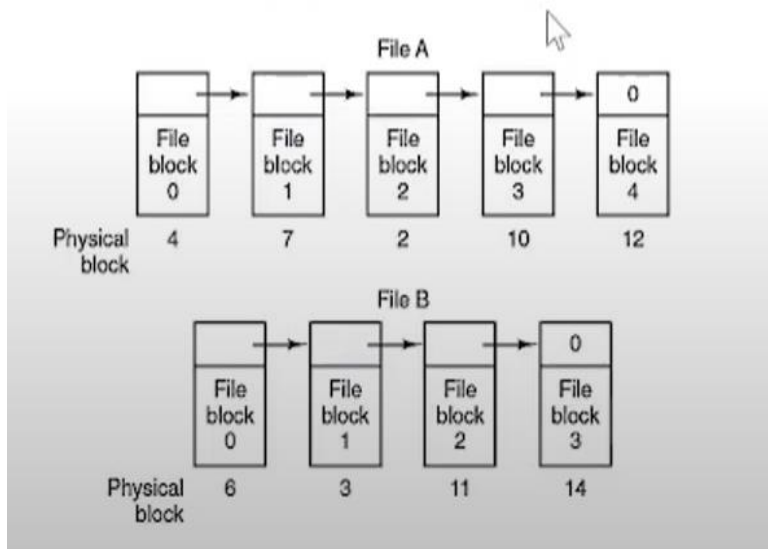 File A
0
File block 0
File block 1
File block 2
File block 3
File block 4
Physical block 4 7 2 10 12
File B
0
File block 0
File block 1
File block 2
File block 3
Physical block 6 3 11 14